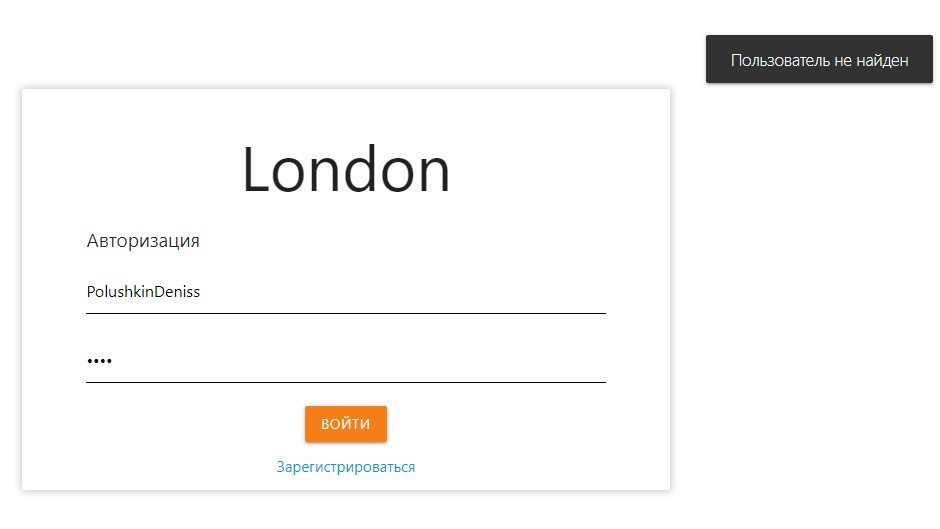 Пользователь не найден
London
Авторизация
PolushkinDeniss
••••
ВОЙТИ
Зарегистрироваться